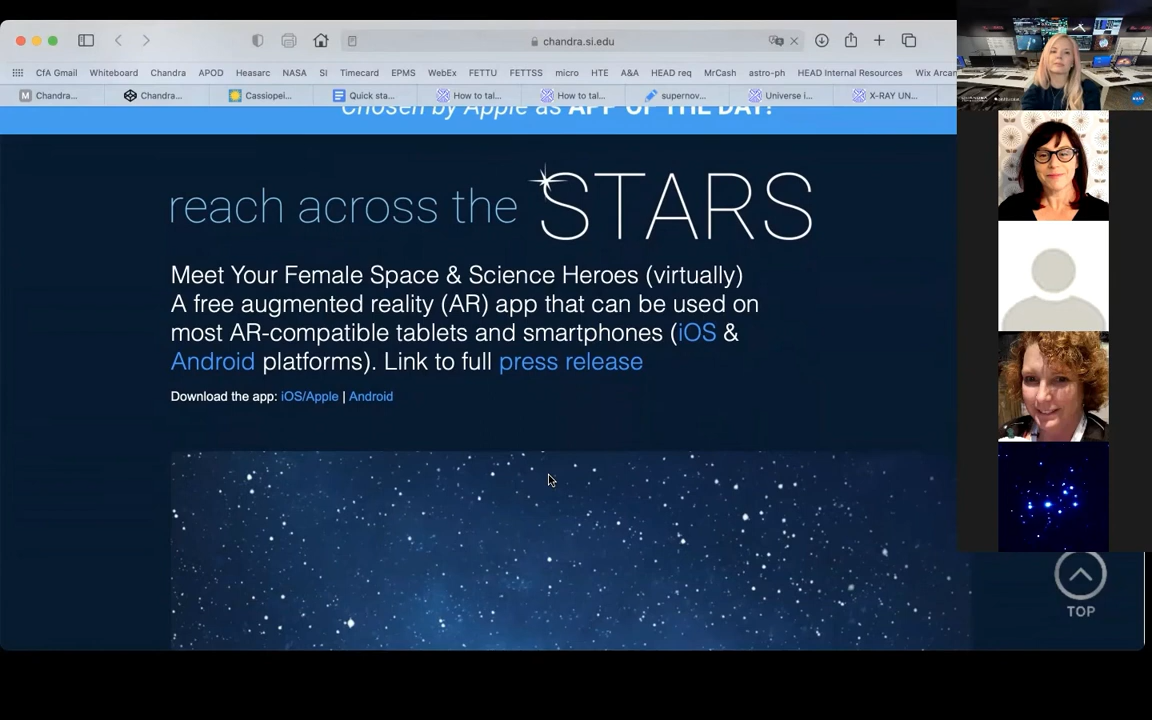 chandra.si.edu
CfA Gmail Whiteboard Chandra APOD Heasarc NASA SI Timecard EPMS WebEx FETTU FETTSS micro HTE A&A HEAD req MrCash astro-ph HEAD Internal Resources Wix Arcan
Chandra... Chandra... Cassiopei... Quick sta... How to tal... How to tal... supernov... Universe i... X-RAY UN...
Chosen by Apple as APP OF THE DAY!
reach across the STARS
Meet Your Female Space & Science Heroes (virtually)
A free augmented reality (AR) app that can be used on
most AR-compatible tablets and smartphones (iOS &
Android platforms). Link to full press release
Download the app: iOS/Apple | Android
TOP